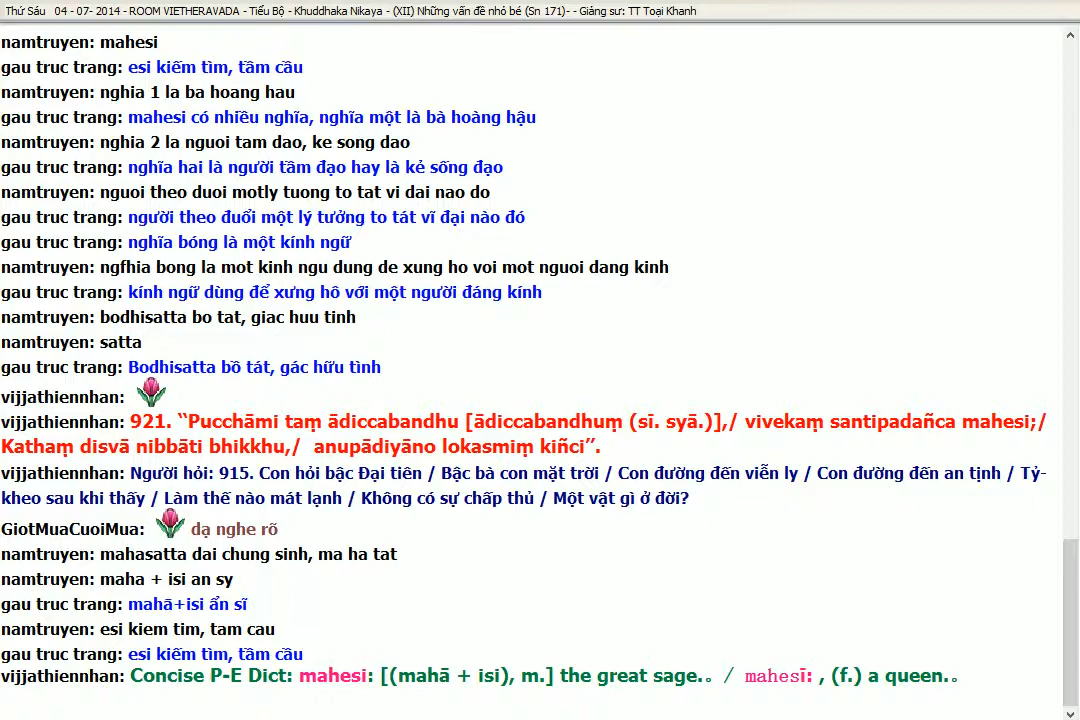 Thứ Sáu 04 - 07- 2014 - ROOM VIETHERAVADA - Tiểu Bộ - Khuddhaka Nikaya - (XII) Những vấn đề nhỏ bé (Sn 171)- - Giảng sư: TT Toại Khanh
namtruyen: mahesi
gau truc trang: esi kiếm tìm, tầm cầu
namtruyen: nghia 1 la ba hoang hau
gau truc trang: mahesi có nhiều nghĩa, nghĩa một là bà hoàng hậu
namtruyen: nghia 2 la nguoi tam dao, ke song dao
gau truc trang: nghĩa hai là người tầm đạo hay là kẻ sống đạo
namtruyen: nguoi theo duoi motly tuong to tat vi dai nao do
gau truc trang: người theo đuổi một lý tưởng to tát vĩ đại nào đó
gau truc trang: nghĩa bóng là một kính ngữ
namtruyen: ngfhia bong la mot kinh ngu dung de xung ho voi mot nguoi dang kinh
gau truc trang: kính ngữ dùng để xưng hô với một người đáng kính
namtruyen: bodhisatta bo tat, giac huu tinh
namtruyen: satta
gau truc trang: Bodhisatta bồ tát, gác hữu tình
vijjathiennhan:
vijjathiennhan: 921. “Pucchāmi taṃ ādiccabandhu [ādiccabandhuṃ (sī. syā.)],/ vivekaṃ santipadañca mahesi;/
Kathaṃ disvā nibbāti bhikkhu,/ anupādiyāno lokasmiṃ kiñci”.
vijjathiennhan: Người hỏi: 915. Con hỏi bậc Đại tiên / Bậc bà con mặt trời / Con đường đến viễn ly / Con đường đến an tịnh / Tỷ-
kheo sau khi thấy / Làm thế nào mát lạnh / Không có sự chấp thủ / Một vật gì ở đời?
GiotMuaCuoiMua: dạ nghe rõ
namtruyen: mahasatta dai chung sinh, ma ha tat
namtruyen: maha + isi an sy
gau truc trang: mahā+isi ẩn sĩ
namtruyen: esi kiem tim, tam cau
gau truc trang: esi kiếm tìm, tầm cầu
vijjathiennhan: Concise P-E Dict: mahesi: [(mahā + isi), m.] the great sage.。/ mahesī: , (f.) a queen.。